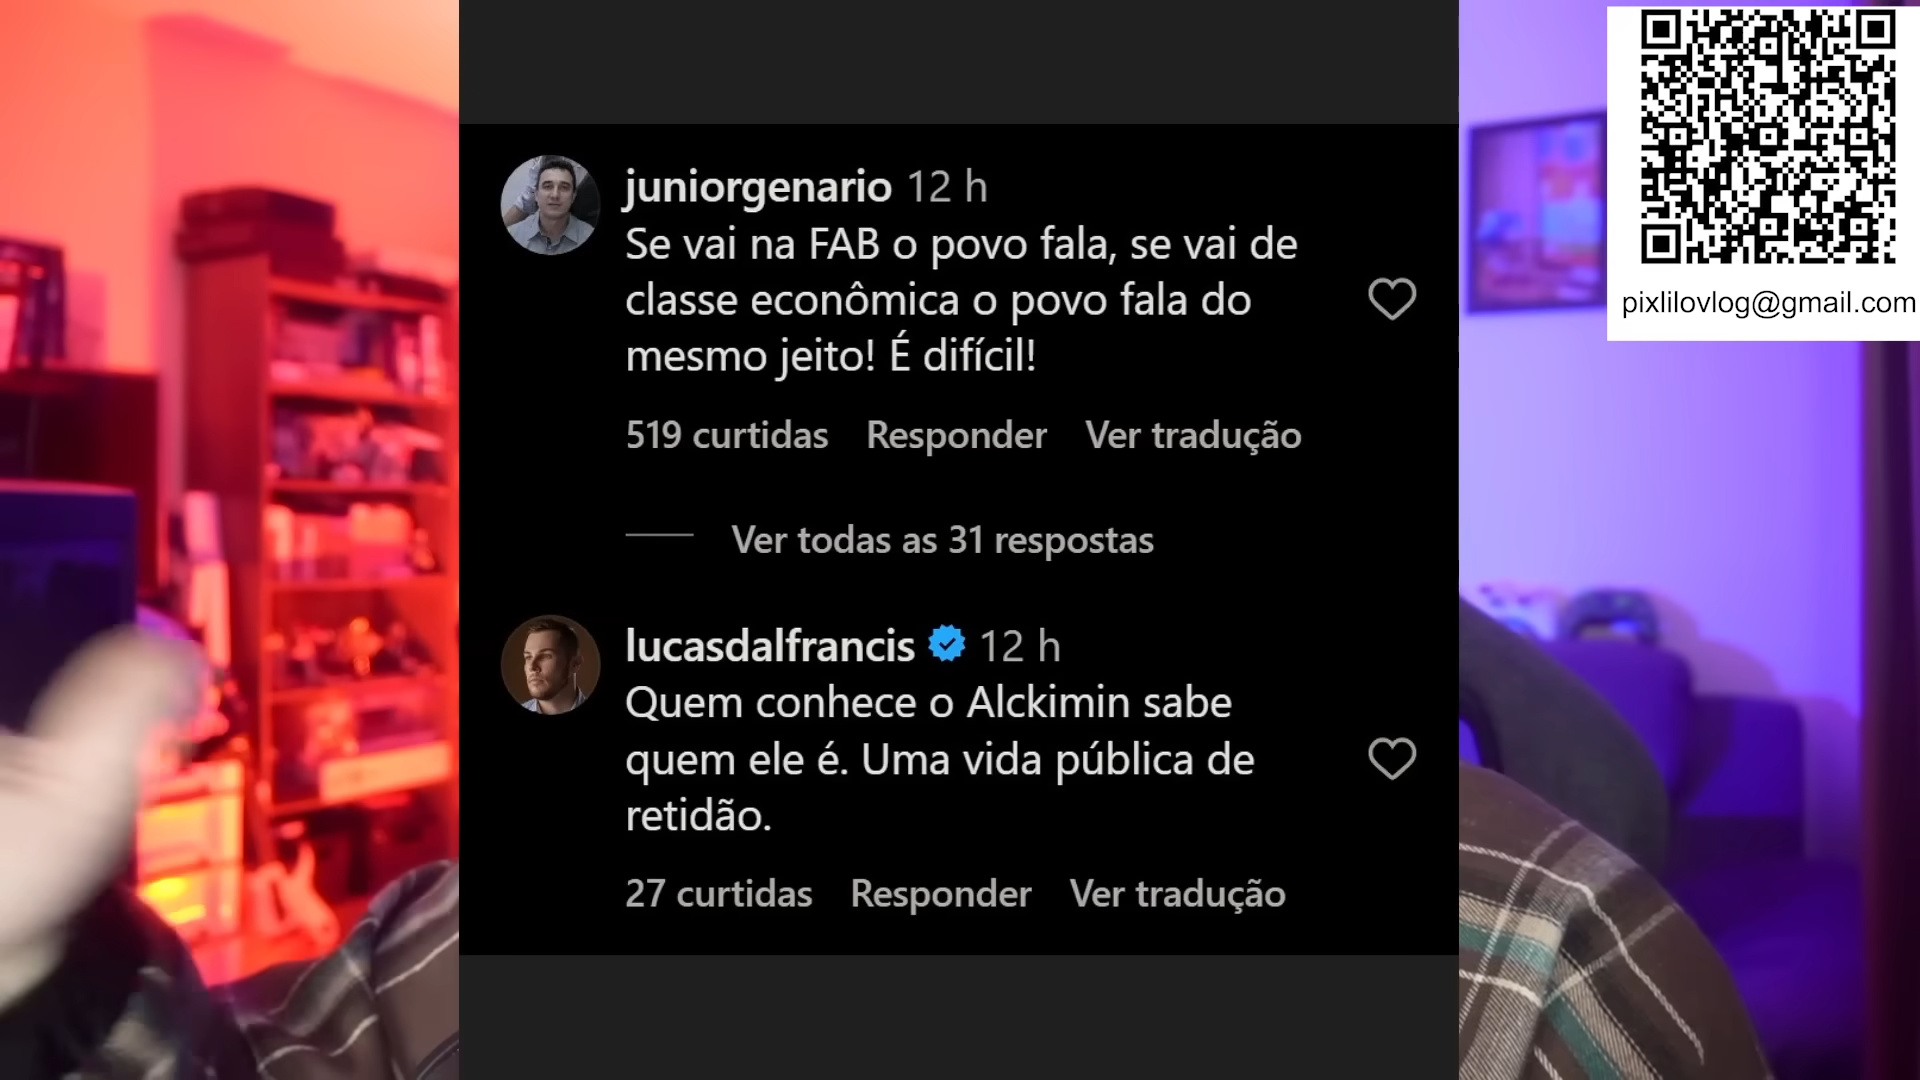 juniorgenario 12 h
Se vai na FAB o povo fala, se vai de
classe econômica o povo fala do
mesmo jeito! É difícil!
519 curtidas Responder Ver tradução
Ver todas as 31 respostas
lucasdalfrancis 12 h
Quem conhece o Alckimin sabe
quem ele é. Uma vida pública de
retidão.
27 curtidas Responder Ver tradução
pixlilovlog@gmail.com